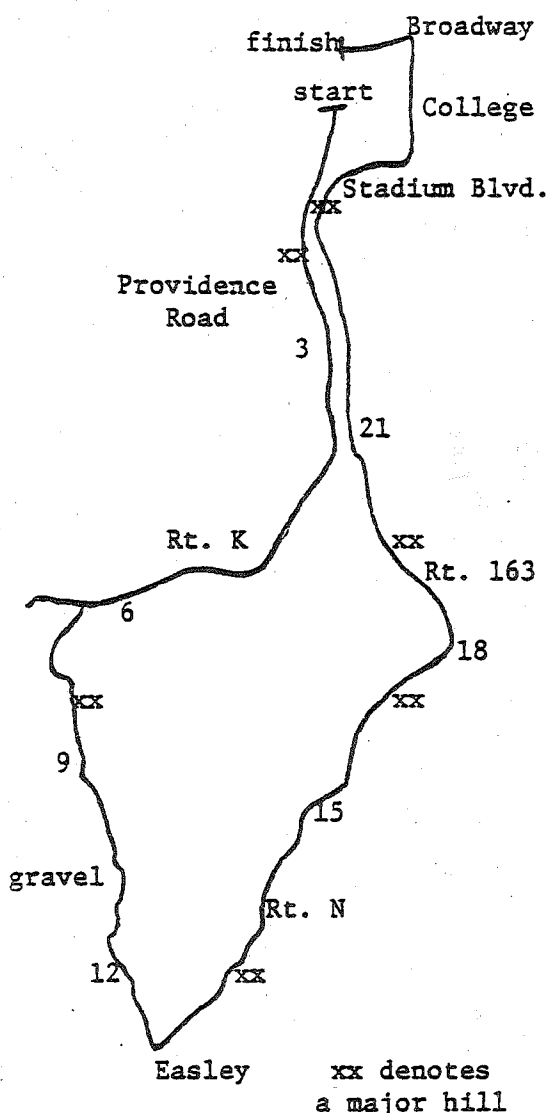 Broadway
finish
start
College
Stadium Blvd.
xx
xx
Providence
Road
3
21
Rt. K
xx
Rt. 163
6
18
xx
xx
9
15
gravel
Rt. N
12
xx
Easley
xx denotes
a major hill